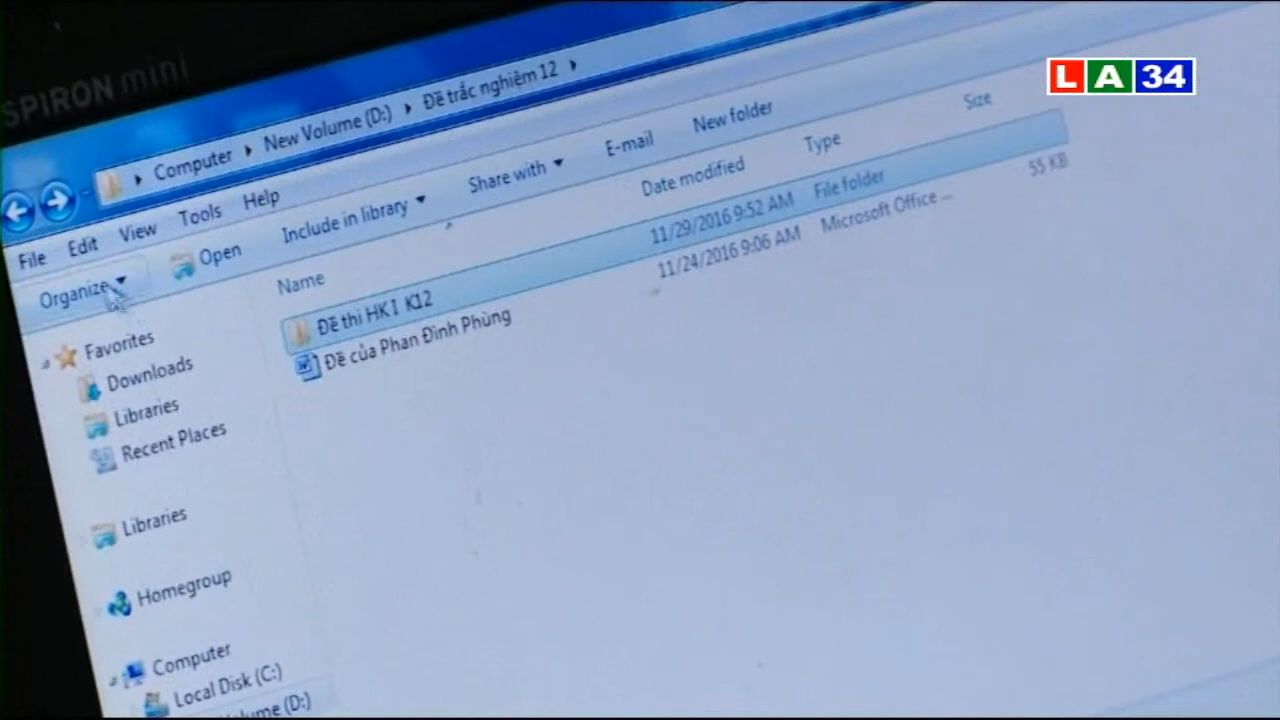 SPIRON mini
LA34
Computer New Volume (D:) Đề trắc nghiệm 12
File Edit View Tools Help
Organize Open Include in library Share with E-mail New folder
Name Date modified Type Size
Đề thi HK I K12 11/29/2016 9:52 AM File folder
Đề của Phan Đình Phùng 11/24/2016 9:06 AM Microsoft Office ... 55 KB
Favorites
Downloads
Libraries
Recent Places
Libraries
Homegroup
Computer
Local Disk (C:)
lume (D:)